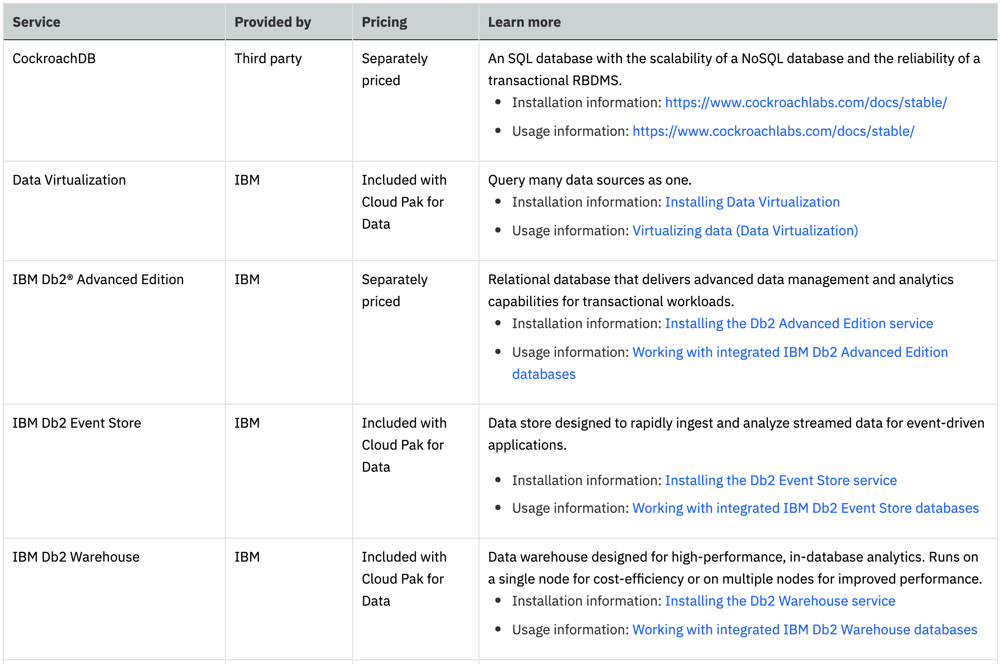 Service Provided by Pricing Learn more
CockroachDB
Third party
Separately
priced
An SQL database with the scalability of a NoSQL database and the reliability of a
transactional RBDMS.
• Installation information: https://www.cockroachlabs.com/docs/stable/
• Usage information: https://www.cockroachlabs.com/docs/stable/
Data Virtualization
IBM
Included with
Cloud Pak for
Data
Query many data sources as one.
• Installation information: Installing Data Virtualization
• Usage information: Virtualizing data (Data Virtualization)
IBM Db2® Advanced Edition
IBM
Separately
priced
Relational database that delivers advanced data management and analytics
capabilities for transactional workloads.
• Installation information: Installing the Db2 Advanced Edition service
• Usage information: Working with integrated IBM Db2 Advanced Edition
databases
IBM Db2 Event Store
IBM
Included with
Cloud Pak for
Data
Data store designed to rapidly ingest and analyze streamed data for event-driven
applications.
• Installation information: Installing the Db2 Event Store service
• Usage information: Working with integrated IBM Db2 Event Store databases
IBM Db2 Warehouse
IBM
Included with
Cloud Pak for
Data
Data warehouse designed for high-performance, in-database analytics. Runs on
a single node for cost-efficiency or on multiple nodes for improved performance.
• Installation information: Installing the Db2 Warehouse service
• Usage information: Working with integrated IBM Db2 Warehouse databases